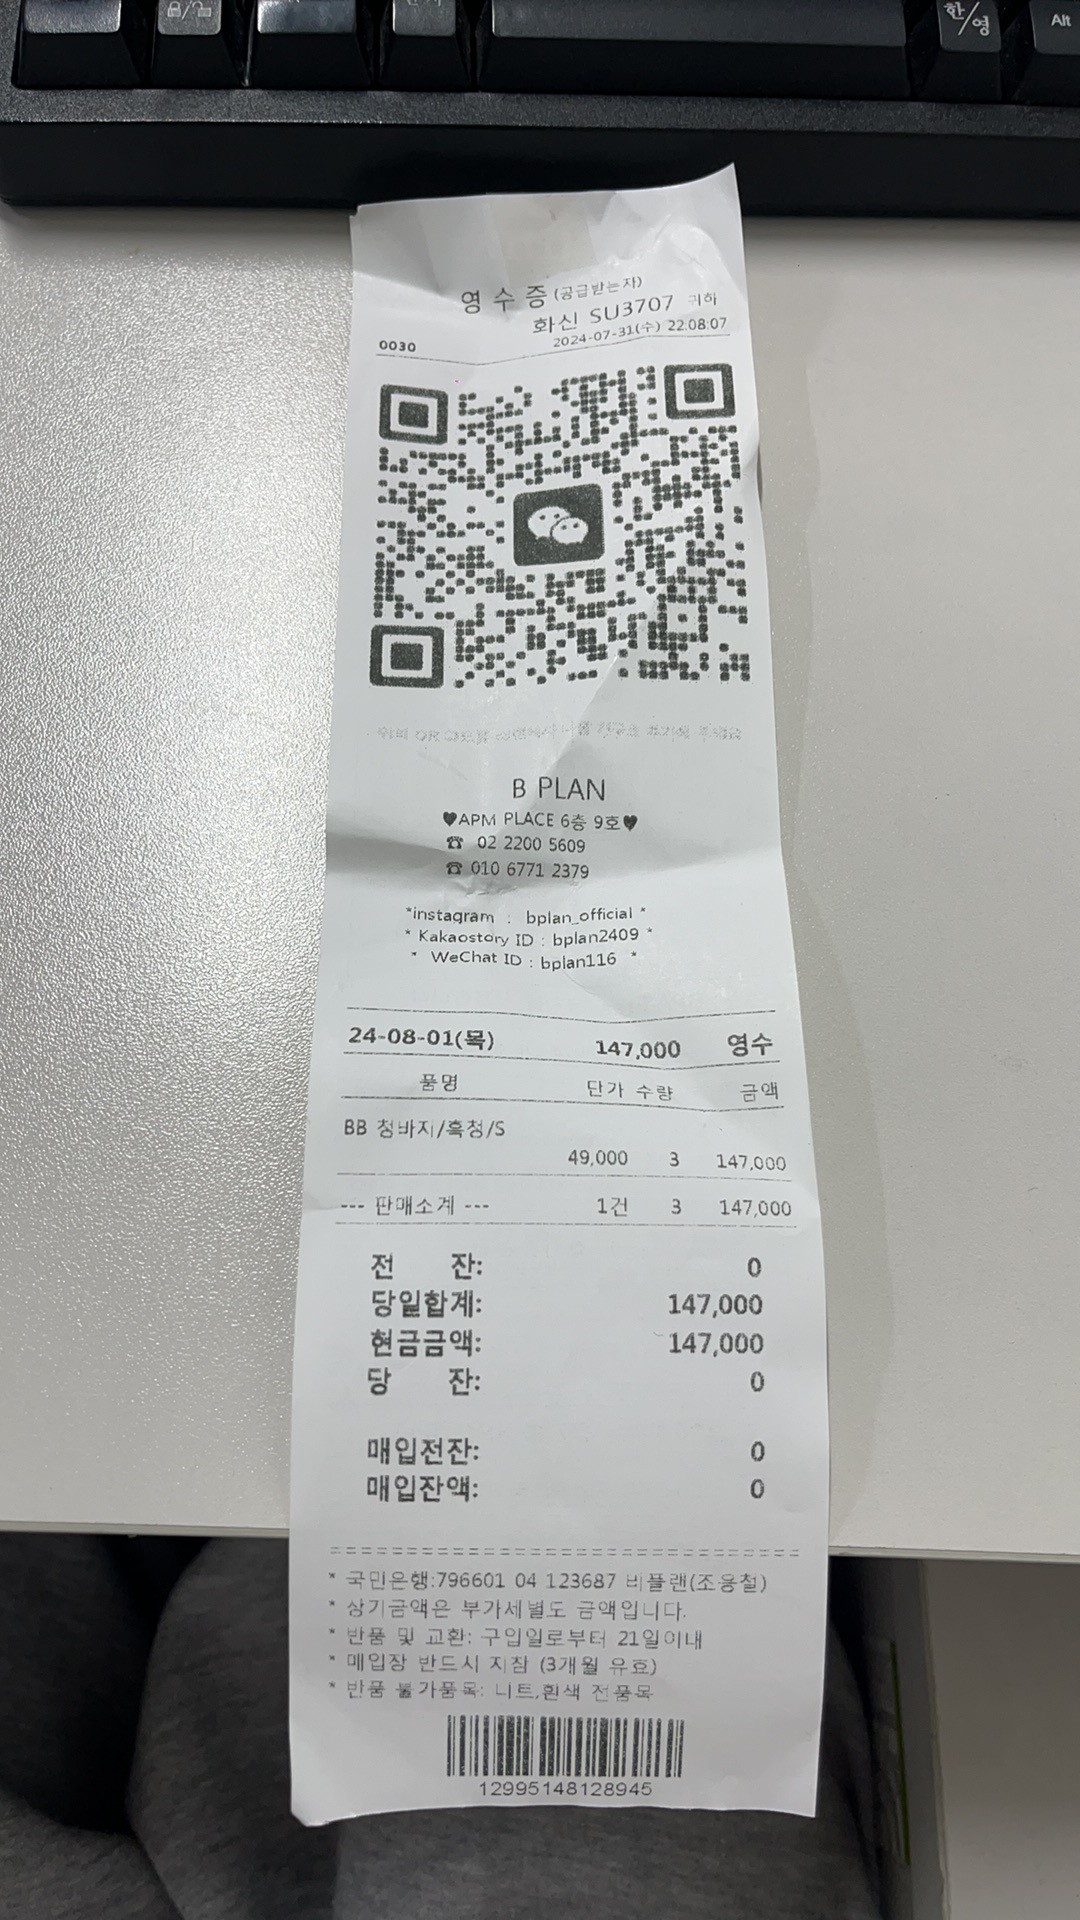 한/영
Alt
영 수 증 (공급받는자)
화신 SU3707 귀하
2024-07-31(수) 22:08:07
0030
B PLAN
♥APM PLACE 6층 9호♥
☎ 02 2200 5609
☎ 010 6771 2379
*instagram : bplan_official *
* Kakaostory ID : bplan2409 *
* WeChat ID : bplan116 *
24-08-01(목) 147,000 영수
품명 단가 수량 금액
BB 청바지/흑청/S
49,000 3 147,000
--- 판매소계 --- 1건 3 147,000
전 잔: 0
당일합계: 147,000
현금금액: 147,000
당 잔: 0
매입전잔: 0
매입잔액: 0
* 국민은행:796601 04 123687 비플랜(조용철)
* 상기금액은 부가세별도 금액입니다.
* 반품 및 교환: 구입일로부터 21일이내
* 매입장 반드시 지참 (3개월 유효)
* 반품 불가품목: 니트,흰색 전품목
12995148128945